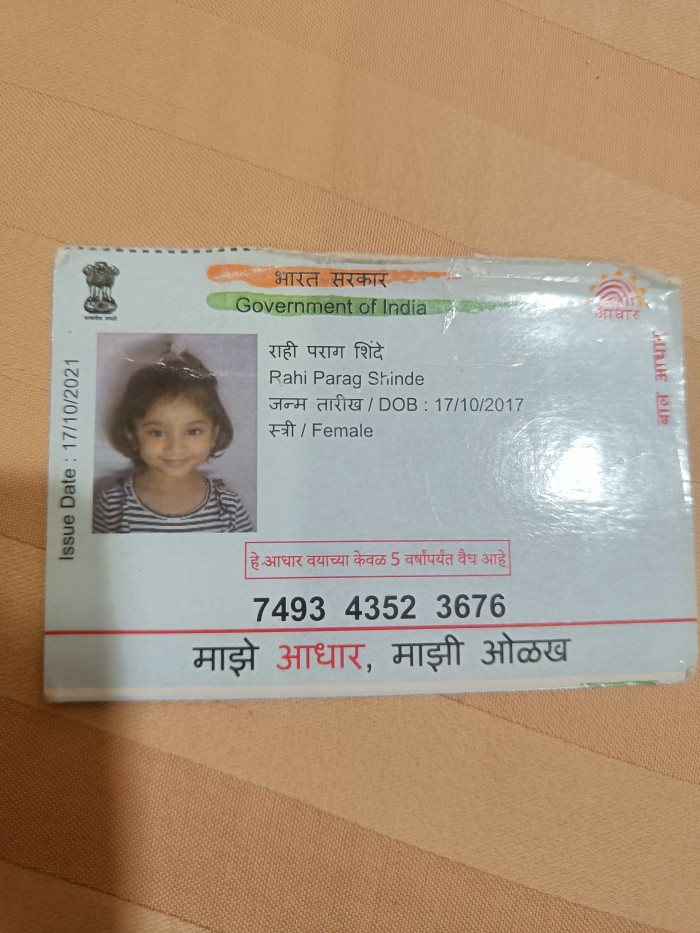 भारत सरकार
Government of India
आधार
बाल आधार
Issue Date : 17/10/2021
राही पराग शिंदे
Rahi Parag Shinde
जन्म तारीख / DOB : 17/10/2017
स्त्री / Female
हे आधार वयाच्या केवळ 5 वर्षांपर्यंत वैध आहे
7493 4352 3676
माझे आधार, माझी ओळख